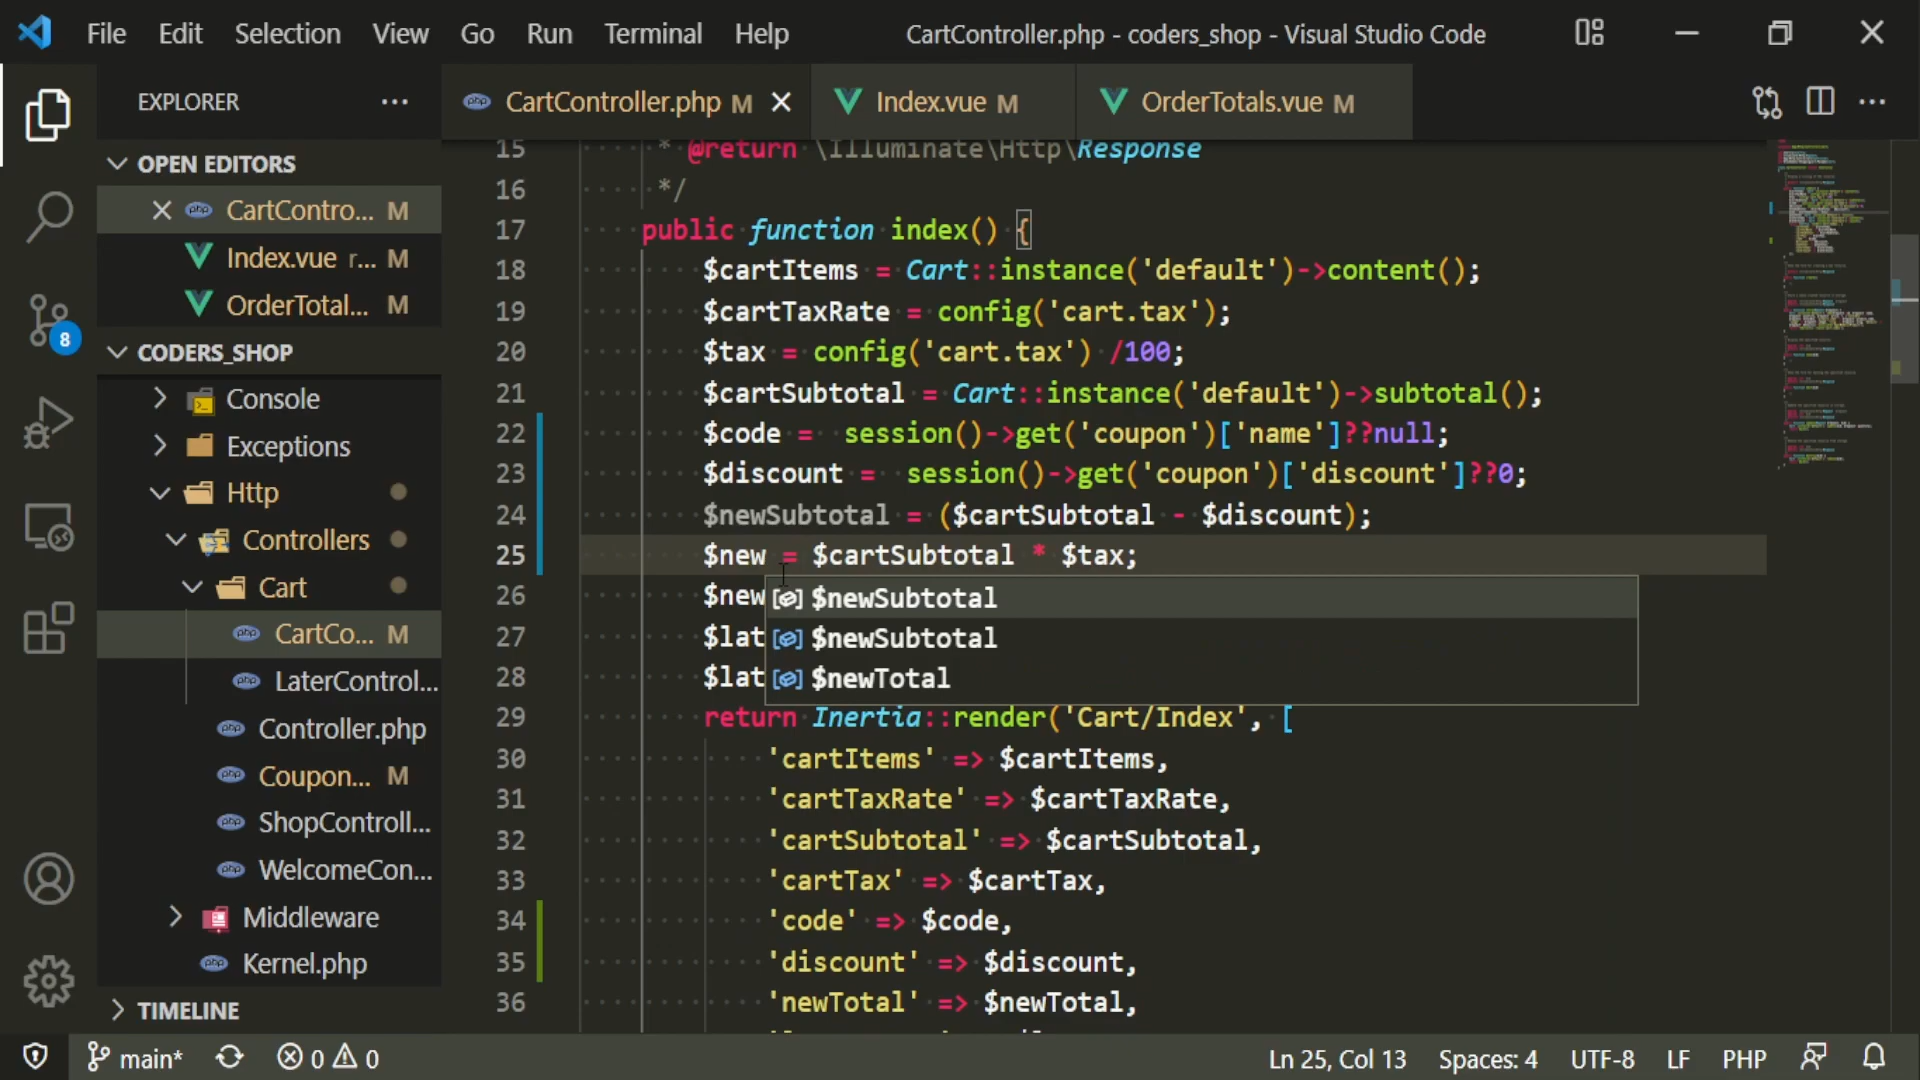 File Edit Selection View Go Run Terminal Help CartController.php - coders_shop - Visual Studio Code
EXPLORER ···
CartController.php M
Index.vue M
OrderTotals.vue M
OPEN EDITORS
CartContro... M
Index.vue r... M
OrderTotal... M
CODERS_SHOP
Console
Exceptions
Http
Controllers
Cart
CartCo... M
LaterControl...
Controller.php
Coupon... M
ShopControll...
WelcomeCon...
Middleware
Kernel.php
TIMELINE
15 * @return \Illuminate\Http\Response
16 */
17 public function index() {
18 $cartItems = Cart::instance('default')->content();
19 $cartTaxRate = config('cart.tax');
20 $tax = config('cart.tax') /100;
21 $cartSubtotal = Cart::instance('default')->subtotal();
22 $code = session()->get('coupon')['name']??null;
23 $discount = session()->get('coupon')['discount']??0;
24 $newSubtotal = ($cartSubtotal - $discount);
25 $new = $cartSubtotal * $tax;
26 $new
$newSubtotal
27 $lat
$newSubtotal
28 $lat
$newTotal
29 return Inertia::render('Cart/Index', [
30 'cartItems' => $cartItems,
31 'cartTaxRate' => $cartTaxRate,
32 'cartSubtotal' => $cartSubtotal,
33 'cartTax' => $cartTax,
34 'code' => $code,
35 'discount' => $discount,
36 'newTotal' => $newTotal,
8
main* 0 0 Ln 25, Col 13 Spaces: 4 UTF-8 LF PHP